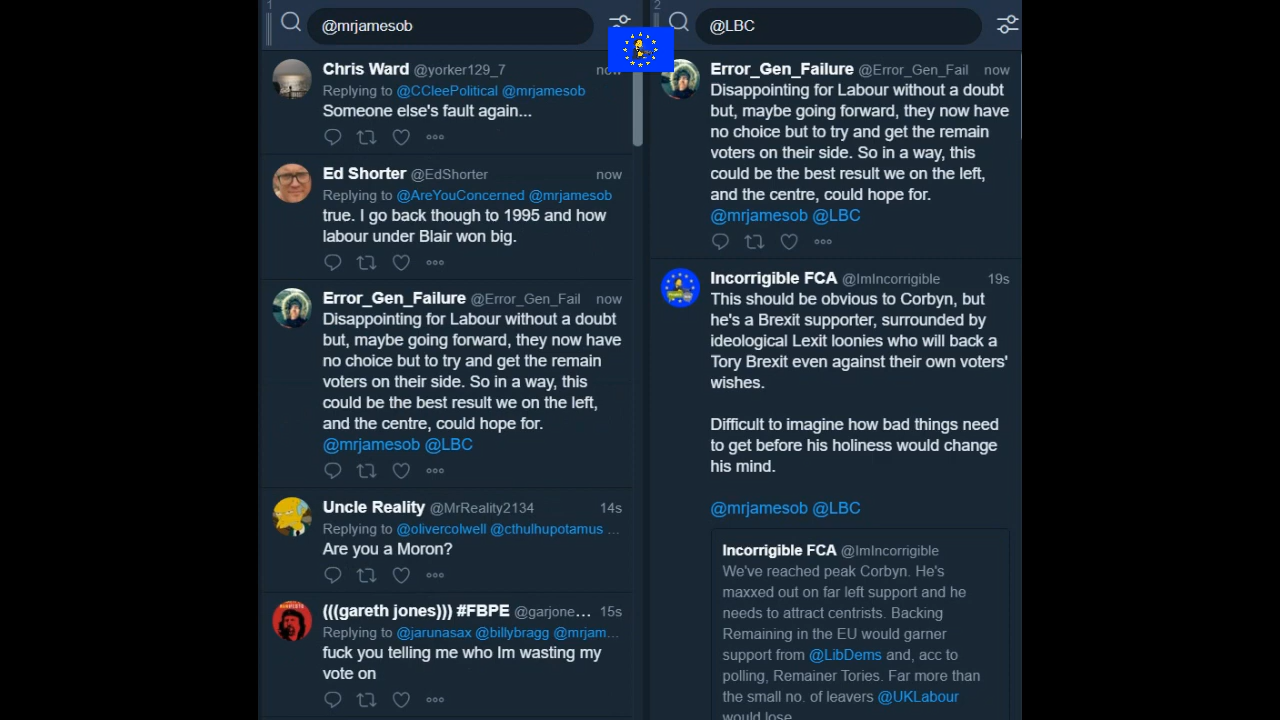 1
@mrjamesob
Chris Ward @yorker129_7 now
Replying to @CCleePolitical @mrjamesob
Someone else's fault again...
Ed Shorter @EdShorter now
Replying to @AreYouConcerned @mrjamesob
true. I go back though to 1995 and how
labour under Blair won big.
Error_Gen_Failure @Error_Gen_Fail now
Disappointing for Labour without a doubt
but, maybe going forward, they now have
no choice but to try and get the remain
voters on their side. So in a way, this
could be the best result we on the left,
and the centre, could hope for.
@mrjamesob @LBC
Uncle Reality @MrReality2134 14s
Replying to @olivercolwell @cthulhupotamus ...
Are you a Moron?
(((gareth jones))) #FBPE @garjone... 15s
Replying to @jarunasax @billybragg @mrjam...
fuck you telling me who Im wasting my
vote on
2
@LBC
Error_Gen_Failure @Error_Gen_Fail now
Disappointing for Labour without a doubt
but, maybe going forward, they now have
no choice but to try and get the remain
voters on their side. So in a way, this
could be the best result we on the left,
and the centre, could hope for.
@mrjamesob @LBC
Incorrigible FCA @ImIncorrigible 19s
This should be obvious to Corbyn, but
he's a Brexit supporter, surrounded by
ideological Lexit loonies who will back a
Tory Brexit even against their own voters'
wishes.
Difficult to imagine how bad things need
to get before his holiness would change
his mind.
@mrjamesob @LBC
Incorrigible FCA @ImIncorrigible
We've reached peak Corbyn. He's
maxxed out on far left support and he
needs to attract centrists. Backing
Remaining in the EU would garner
support from @LibDems and, acc to
polling, Remainer Tories. Far more than
the small no. of leavers @UKLabour
would lose